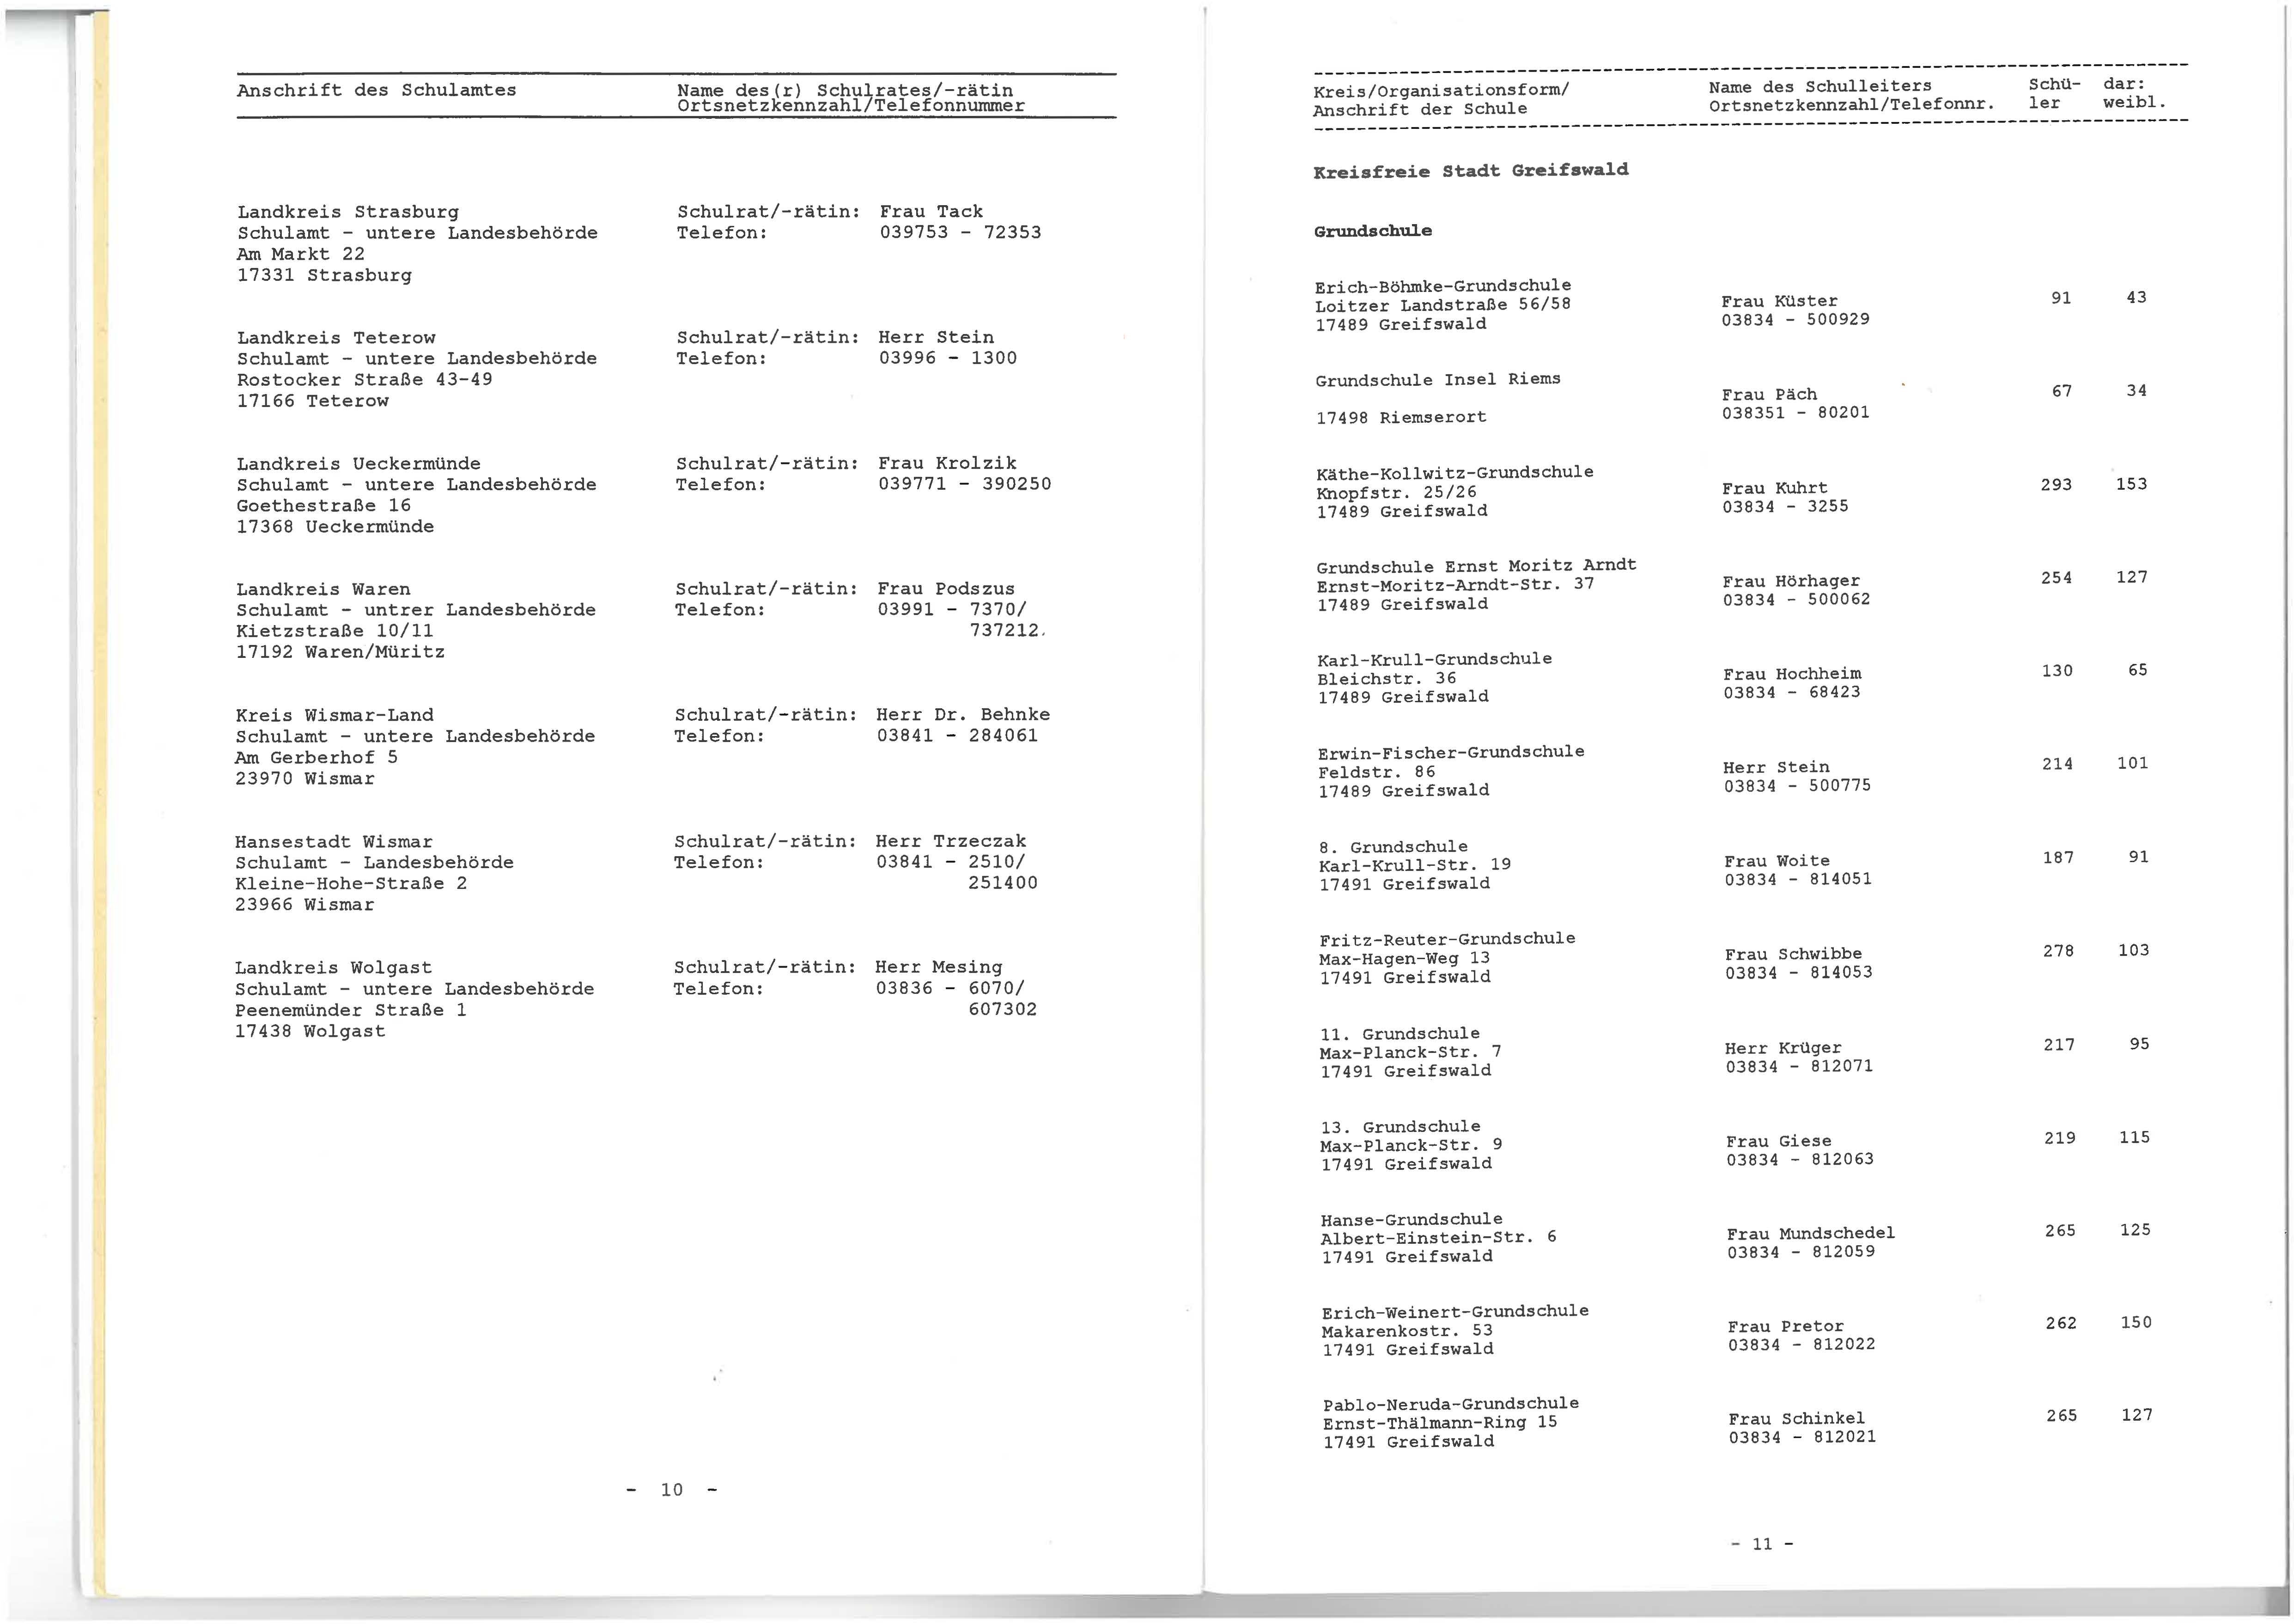 Anschrift des Schulamtes Name des(r) Schulrates/-rätin
Ortsnetzkennzahl/Telefonnummer
Landkreis Strasburg Schulrat/-rätin: Frau Tack
Schulamt - untere Landesbehörde Telefon: 039753 - 72353
Am Markt 22
17331 Strasburg
Landkreis Teterow Schulrat/-rätin: Herr Stein
Schulamt - untere Landesbehörde Telefon: 03996 - 1300
Rostocker Straße 43-49
17166 Teterow
Landkreis Ueckermünde Schulrat/-rätin: Frau Krolzik
Schulamt - untere Landesbehörde Telefon: 039771 - 390250
Goethestraße 16
17368 Ueckermünde
Landkreis Waren Schulrat/-rätin: Frau Podszus
Schulamt - untrer Landesbehörde Telefon: 03991 - 7370/
Kietzstraße 10/11 737212.
17192 Waren/Müritz
Kreis Wismar-Land Schulrat/-rätin: Herr Dr. Behnke
Schulamt - untere Landesbehörde Telefon: 03841 - 284061
Am Gerberhof 5
23970 Wismar
Hansestadt Wismar Schulrat/-rätin: Herr Trzeczak
Schulamt - Landesbehörde Telefon: 03841 - 2510/
Kleine-Hohe-Straße 2 251400
23966 Wismar
Landkreis Wolgast Schulrat/-rätin: Herr Mesing
Schulamt - untere Landesbehörde Telefon: 03836 - 6070/
Peenemünder Straße 1 607302
17438 Wolgast
- 10 -
Kreis/Organisationsform/ Name des Schulleiters Schü- dar:
Anschrift der Schule Ortsnetzkennzahl/Telefonnr. ler weibl.
Kreisfreie Stadt Greifswald
Grundschule
Erich-Böhmke-Grundschule
Loitzer Landstraße 56/58 Frau Küster 91 43
17489 Greifswald 03834 - 500929
Grundschule Insel Riems
Frau Päch 67 34
17498 Riemserort 038351 - 80201
Käthe-Kollwitz-Grundschule
Knopfstr. 25/26 Frau Kuhrt 293 153
17489 Greifswald 03834 - 3255
Grundschule Ernst Moritz Arndt
Ernst-Moritz-Arndt-Str. 37 Frau Hörhager 254 127
17489 Greifswald 03834 - 500062
Karl-Krull-Grundschule
Bleichstr. 36 Frau Hochheim 130 65
17489 Greifswald 03834 - 68423
Erwin-Fischer-Grundschule
Feldstr. 86 Herr Stein 214 101
17489 Greifswald 03834 - 500775
8. Grundschule
Karl-Krull-Str. 19 Frau Woite 187 91
17491 Greifswald 03834 - 814051
Fritz-Reuter-Grundschule
Max-Hagen-Weg 13 Frau Schwibbe 278 103
17491 Greifswald 03834 - 814053
11. Grundschule
Max-Planck-Str. 7 Herr Krüger 217 95
17491 Greifswald 03834 - 812071
13. Grundschule
Max-Planck-Str. 9 Frau Giese 219 115
17491 Greifswald 03834 - 812063
Hanse-Grundschule
Albert-Einstein-Str. 6 Frau Mundschedel 265 125
17491 Greifswald 03834 - 812059
Erich-Weinert-Grundschule
Makarenkostr. 53 Frau Pretor 262 150
17491 Greifswald 03834 - 812022
Pablo-Neruda-Grundschule
Ernst-Thälmann-Ring 15 Frau Schinkel 265 127
17491 Greifswald 03834 - 812021
- 11 -